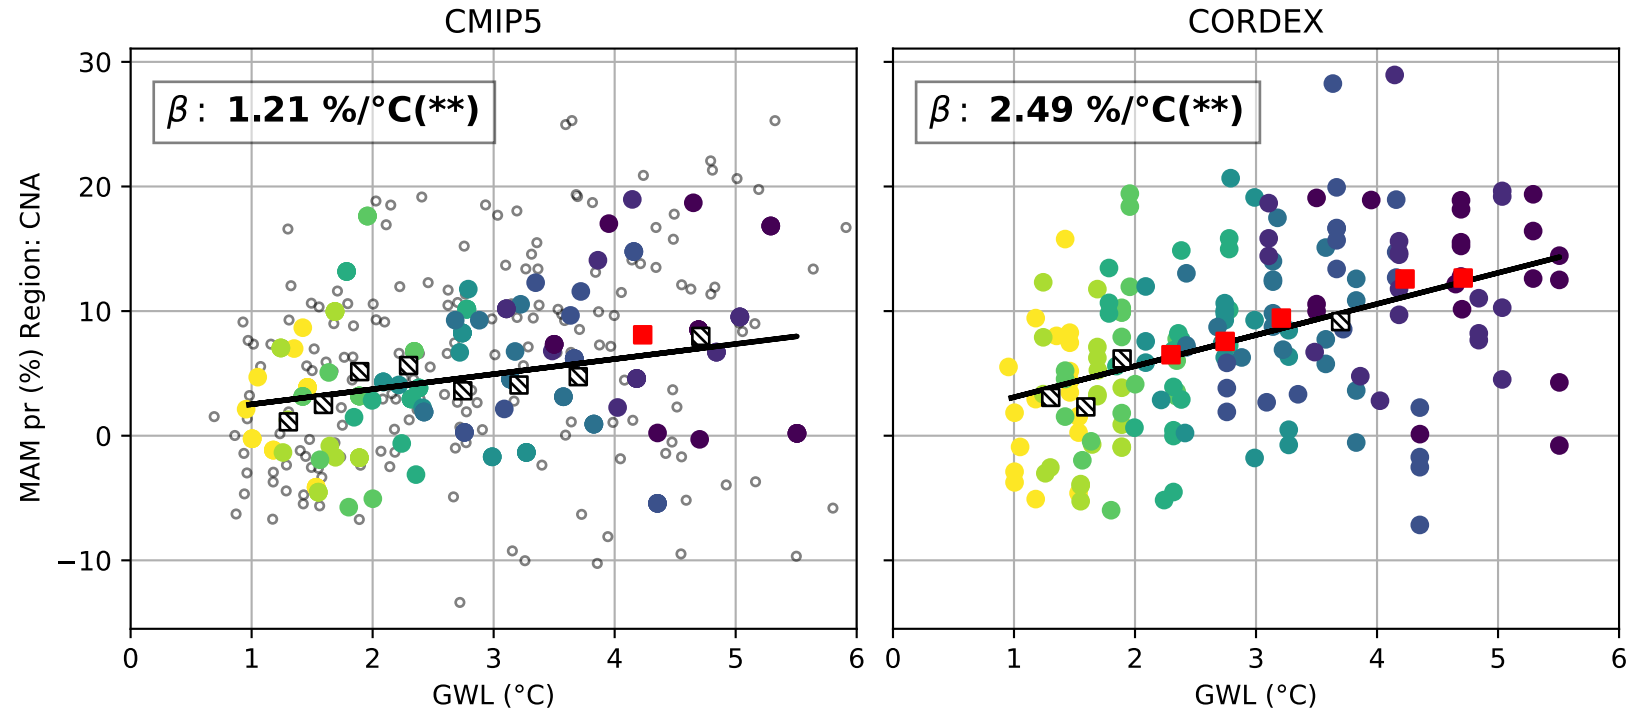 CMIP5
CORDEX
MAM pr (%) Region: CNA
30
20
10
0
−10
β : 1.21 %/°C(**)
β : 2.49 %/°C(**)
0 1 2 3 4 5 6
0 1 2 3 4 5 6
GWL (°C)
GWL (°C)